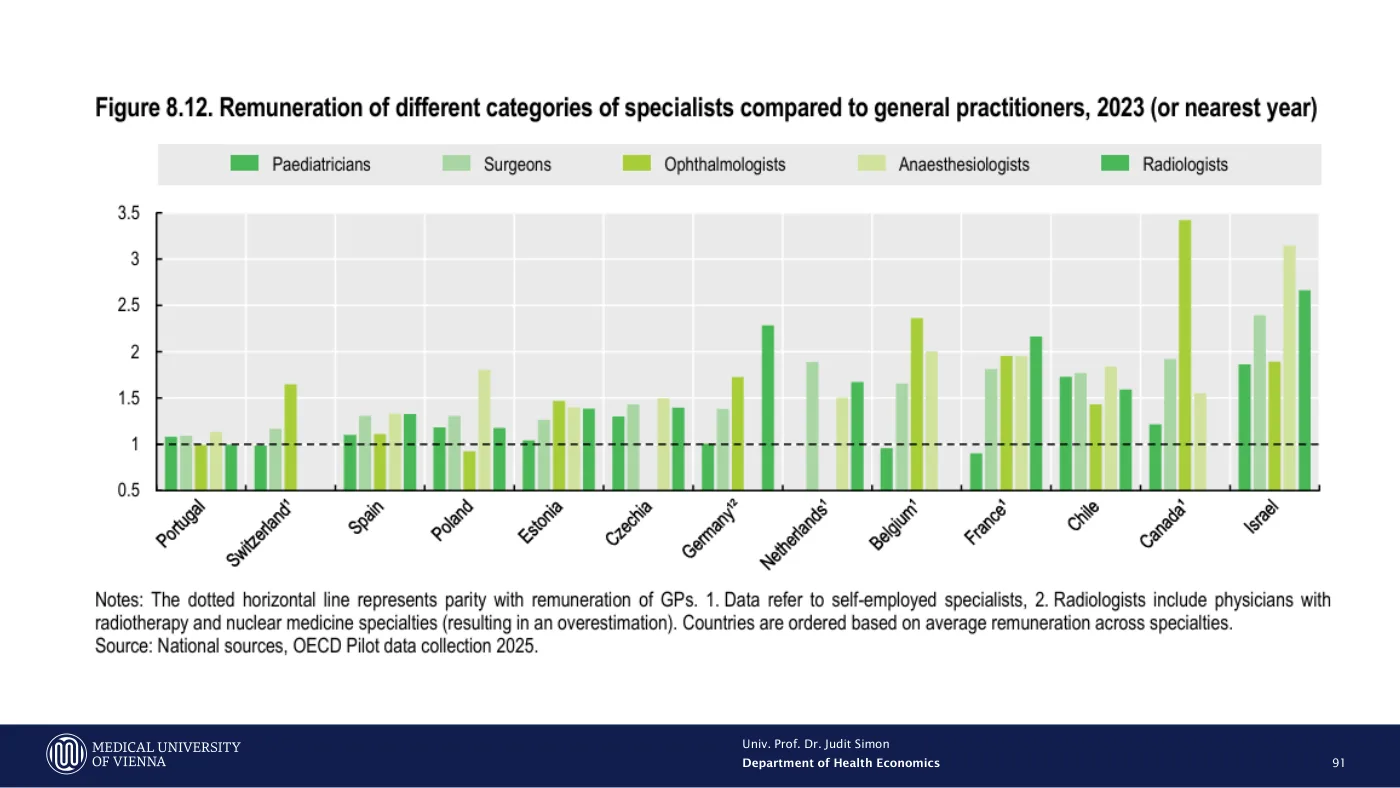 Figure 8.12. Remuneration of different categories of specialists compared to general practitioners, 2023 (or nearest year)
Paediatricians Surgeons Ophthalmologists Anaesthesiologists Radiologists
3.5
3
2.5
2
1.5
1
0.5
Portugal Switzerland¹ Spain Poland Estonia Czechia Germany¹² Netherlands¹ Belgium¹ France¹ Chile Canada¹ Israel
Notes: The dotted horizontal line represents parity with remuneration of GPs. 1. Data refer to self-employed specialists, 2. Radiologists include physicians with
radiotherapy and nuclear medicine specialties (resulting in an overestimation). Countries are ordered based on average remuneration across specialties.
Source: National sources, OECD Pilot data collection 2025.
MEDICAL UNIVERSITY
OF VIENNA
Univ. Prof. Dr. Judit Simon
Department of Health Economics
91